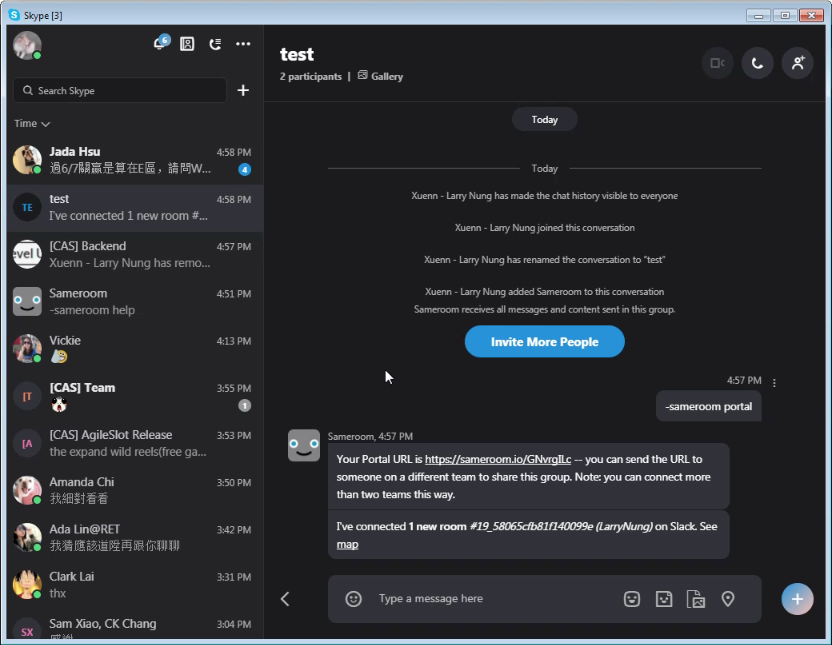 Skype [3]
6
Search Skype
Time
Jada Hsu
4:58 PM
過6/7關贏是算在E區，請問W...
4
TE
test
4:58 PM
I've connected 1 new room #...
evel U
[CAS] Backend
4:57 PM
Xuenn - Larry Nung has remo...
Sameroom
4:51 PM
-sameroom help
Vickie
4:13 PM
[T
[CAS] Team
3:55 PM
1
[A
[CAS] AgileSlot Release
3:53 PM
the expand wild reels(free ga...
Amanda Chi
3:50 PM
我細對看看
Ada Lin@RET
3:42 PM
我猜應該道陞再跟你聊聊
Clark Lai
3:31 PM
thx
SX
Sam Xiao, CK Chang
3:04 PM
test
2 participants | Gallery
Today
Today
Xuenn - Larry Nung has made the chat history visible to everyone
Xuenn - Larry Nung joined this conversation
Xuenn - Larry Nung has renamed the conversation to "test"
Xuenn - Larry Nung added Sameroom to this conversation
Sameroom receives all messages and content sent in this group.
Invite More People
4:57 PM
-sameroom portal
Sameroom, 4:57 PM
Your Portal URL is https://sameroom.io/GNvrgILc -- you can send the URL to
someone on a different team to share this group. Note: you can connect more
than two teams this way.
I've connected 1 new room #19_58065cfb81f140099e (LarryNung) on Slack. See
map
Type a message here